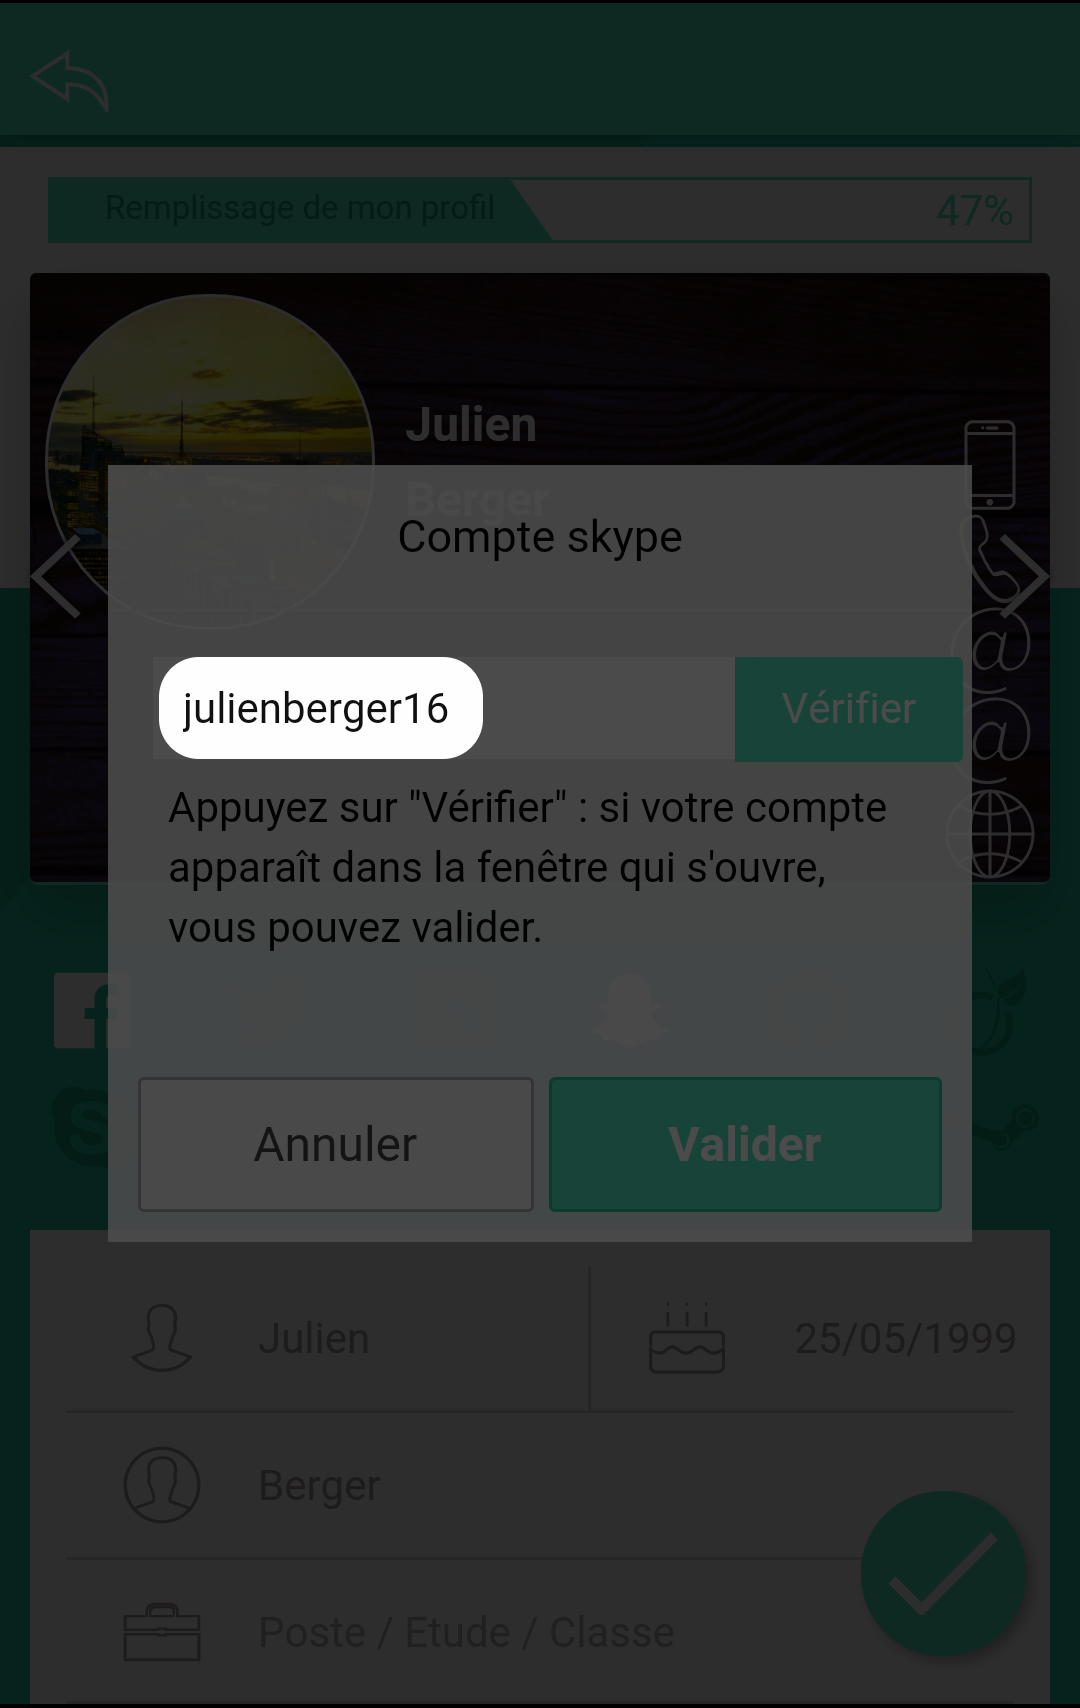 Remplissage de mon profil
47%
Julien
Berger
Compte skype
julienberger16
Vérifier
Appuyez sur "Vérifier" : si votre compte
apparaît dans la fenêtre qui s'ouvre,
vous pouvez valider.
Annuler
Valider
Julien
25/05/1999
Berger
Poste / Etude / Classe